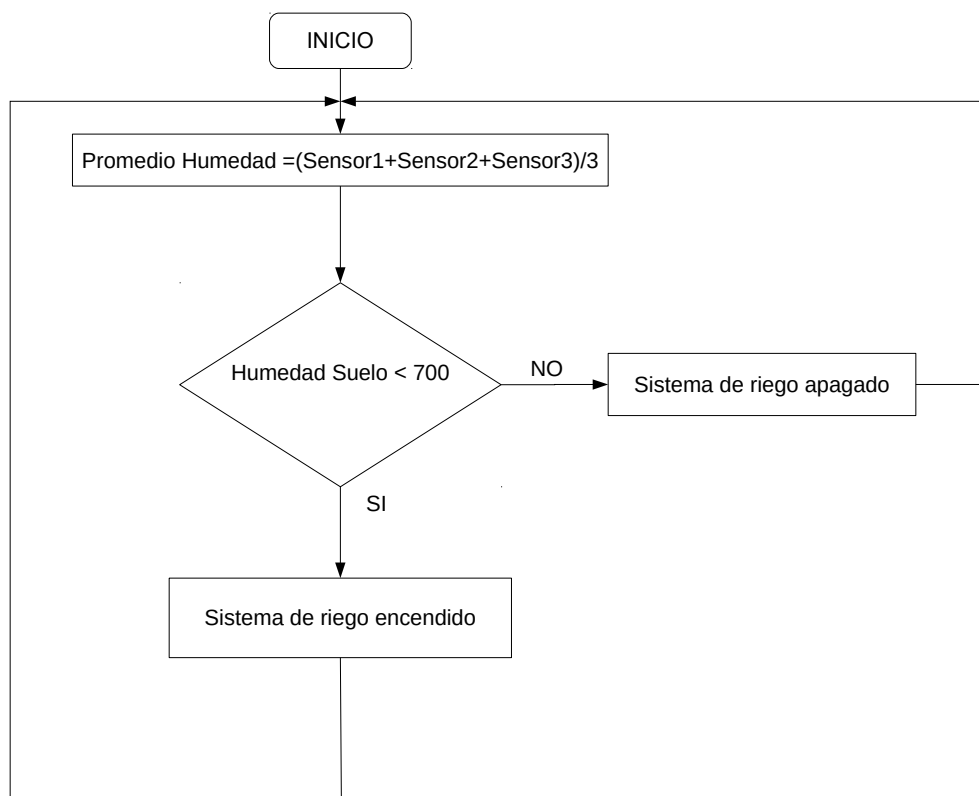 INICIO
Promedio Humedad =(Sensor1+Sensor2+Sensor3)/3
Humedad Suelo < 700
NO
Sistema de riego apagado
SI
Sistema de riego encendido